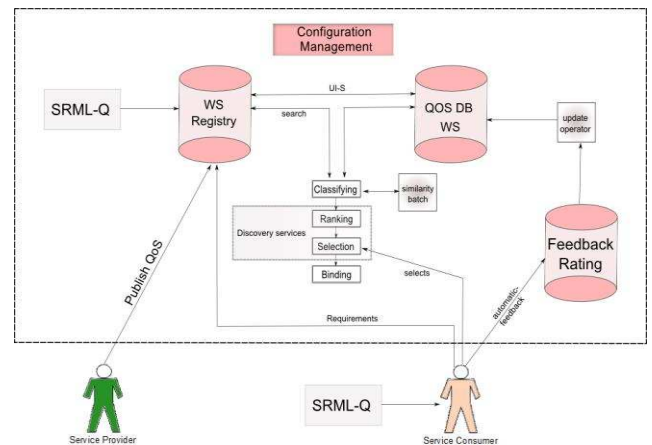 Configuration
Management
SRML-Q
WS
Registry
UI-S
search
QOS DB
WS
update
operator
Classifying
similarity
batch
Ranking
Discovery services
Selection
Binding
selects
Feedback
Rating
Publish QoS
Requirements
automatic-
feedback
SRML-Q
Service Provider
Service Consumer